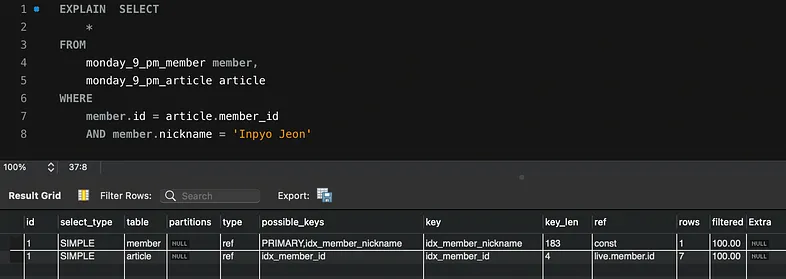 1 EXPLAIN SELECT
2 *
3 FROM
4 monday_9_pm_member member,
5 monday_9_pm_article article
6 WHERE
7 member.id = article.member_id
8 AND member.nickname = 'Inpyo Jeon'
100% 37:8
Result Grid Filter Rows: Search Export:
id select_type table partitions type possible_keys key key_len ref rows filtered Extra
1 SIMPLE member NULL ref PRIMARY,idx_member_nickname idx_member_nickname 183 const 1 100.00 NULL
1 SIMPLE article NULL ref idx_member_id idx_member_id 4 live.member.id 7 100.00 NULL